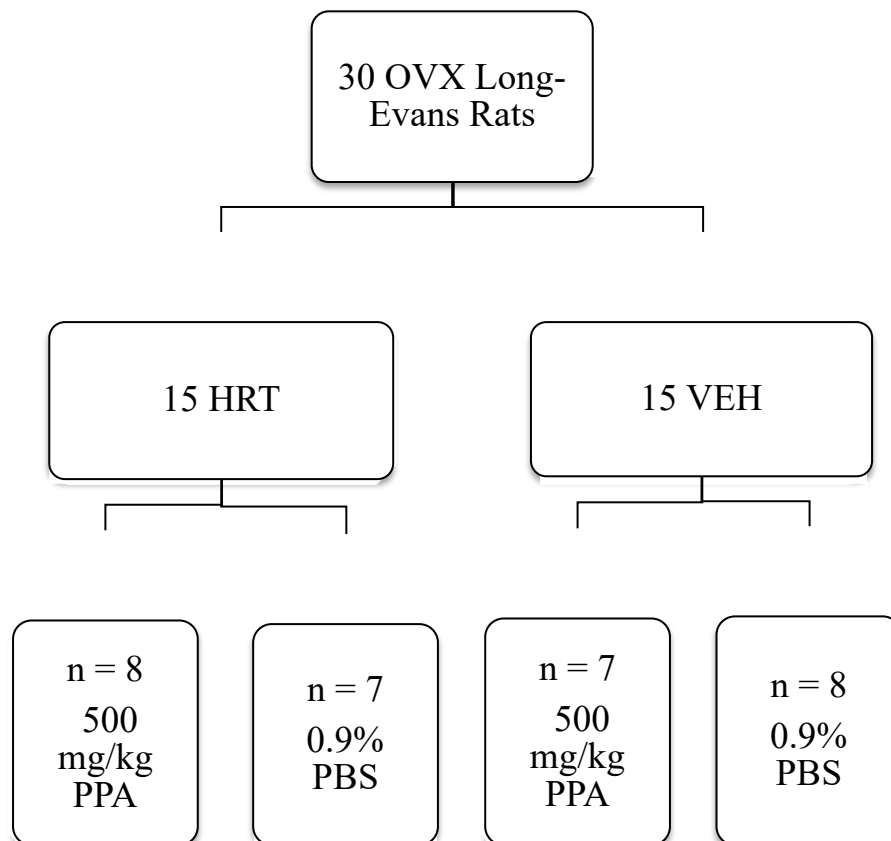 30 OVX Long-
Evans Rats
15 HRT
15 VEH
n = 8
500
mg/kg
PPA
n = 7
0.9%
PBS
n = 7
500
mg/kg
PPA
n = 8
0.9%
PBS